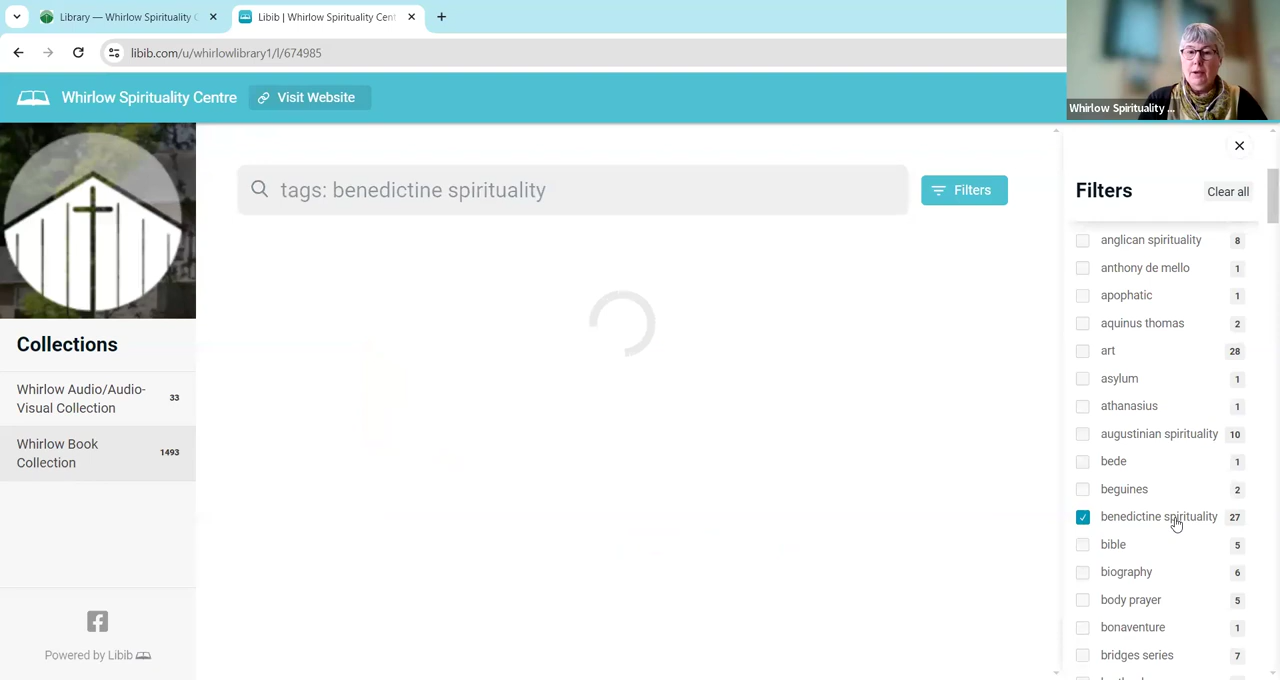 Library — Whirlow Spirituality C
Libib | Whirlow Spirituality Cent
libib.com/u/whirlowlibrary1/l/674985
Whirlow Spirituality Centre
Visit Website
Whirlow Spirituality ...
tags: benedictine spirituality
Filters
Filters
Clear all
Collections
Whirlow Audio/Audio-
Visual Collection
33
Whirlow Book
Collection
1493
Powered by Libib
anglican spirituality 8
anthony de mello 1
apophatic 1
aquinus thomas 2
art 28
asylum 1
athanasius 1
augustinian spirituality 10
bede 1
beguines 2
benedictine spirituality 27
bible 5
biography 6
body prayer 5
bonaventure 1
bridges series 7